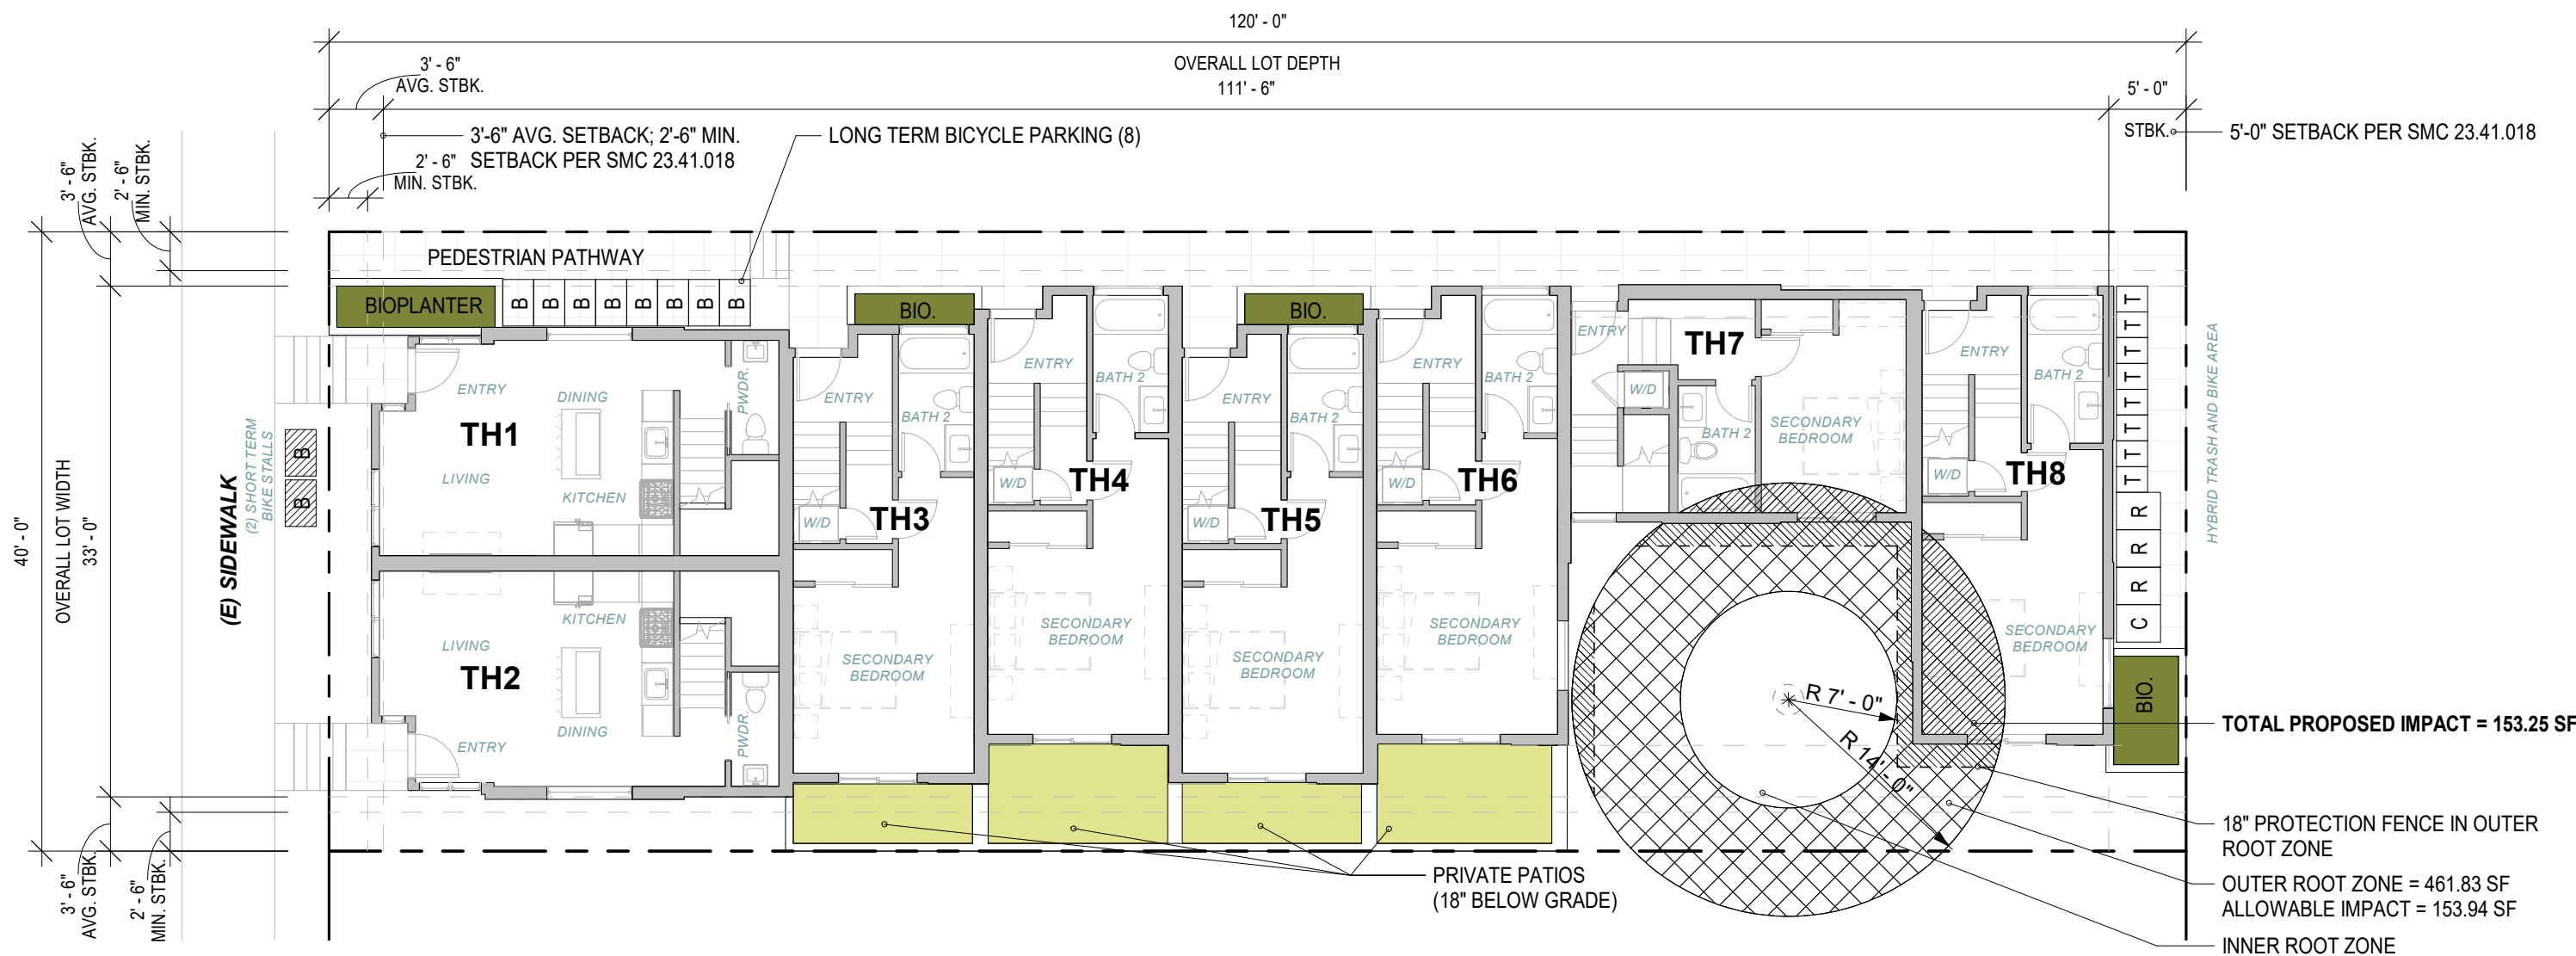 120' - 0"
OVERALL LOT DEPTH
3' - 6"
AVG. STBK.
111' - 6"
5' - 0"
STBK.
3'-6" AVG. SETBACK; 2'-6" MIN.
SETBACK PER SMC 23.41.018
2' - 6"
MIN. STBK.
LONG TERM BICYCLE PARKING (8)
5'-0" SETBACK PER SMC 23.41.018
3' - 6"
AVG. STBK.
2' - 6"
MIN. STBK.
40' - 0"
OVERALL LOT WIDTH
33' - 0"
3' - 6"
AVG. STBK.
2' - 6"
MIN. STBK.
(E) SIDEWALK
(2) SHORT TERM
BIKE STALLS
B
B
PEDESTRIAN PATHWAY
BIOPLANTER
B B B B B B B B
ENTRY
DINING
PWDR.
TH1
LIVING
KITCHEN
LIVING
KITCHEN
TH2
DINING
ENTRY
PWDR.
BIO.
ENTRY
BATH 2
W/D
TH3
SECONDARY
BEDROOM
ENTRY
BATH 2
W/D
TH4
SECONDARY
BEDROOM
BIO.
ENTRY
BATH 2
W/D
TH5
SECONDARY
BEDROOM
ENTRY
BATH 2
W/D
TH6
SECONDARY
BEDROOM
ENTRY
TH7
W/D
BATH 2
SECONDARY
BEDROOM
ENTRY
BATH 2
W/D
TH8
SECONDARY
BEDROOM
T T T T T T T T
R R R
C
BIO.
HYBRID TRASH AND BIKE AREA
R 7' - 0"
R 14' - 0"
TOTAL PROPOSED IMPACT = 153.25 SF
18" PROTECTION FENCE IN OUTER
ROOT ZONE
OUTER ROOT ZONE = 461.83 SF
ALLOWABLE IMPACT = 153.94 SF
INNER ROOT ZONE
PRIVATE PATIOS
(18" BELOW GRADE)